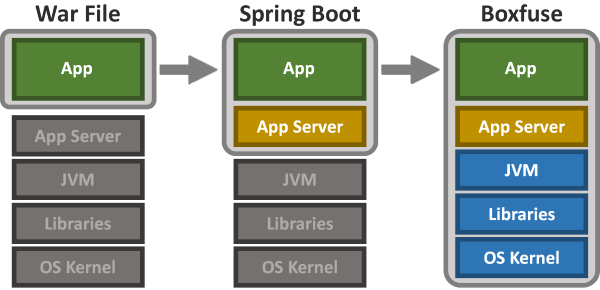 War File
Spring Boot
Boxfuse
App
App
App
App Server
App Server
App Server
JVM
JVM
JVM
Libraries
Libraries
Libraries
OS Kernel
OS Kernel
OS Kernel